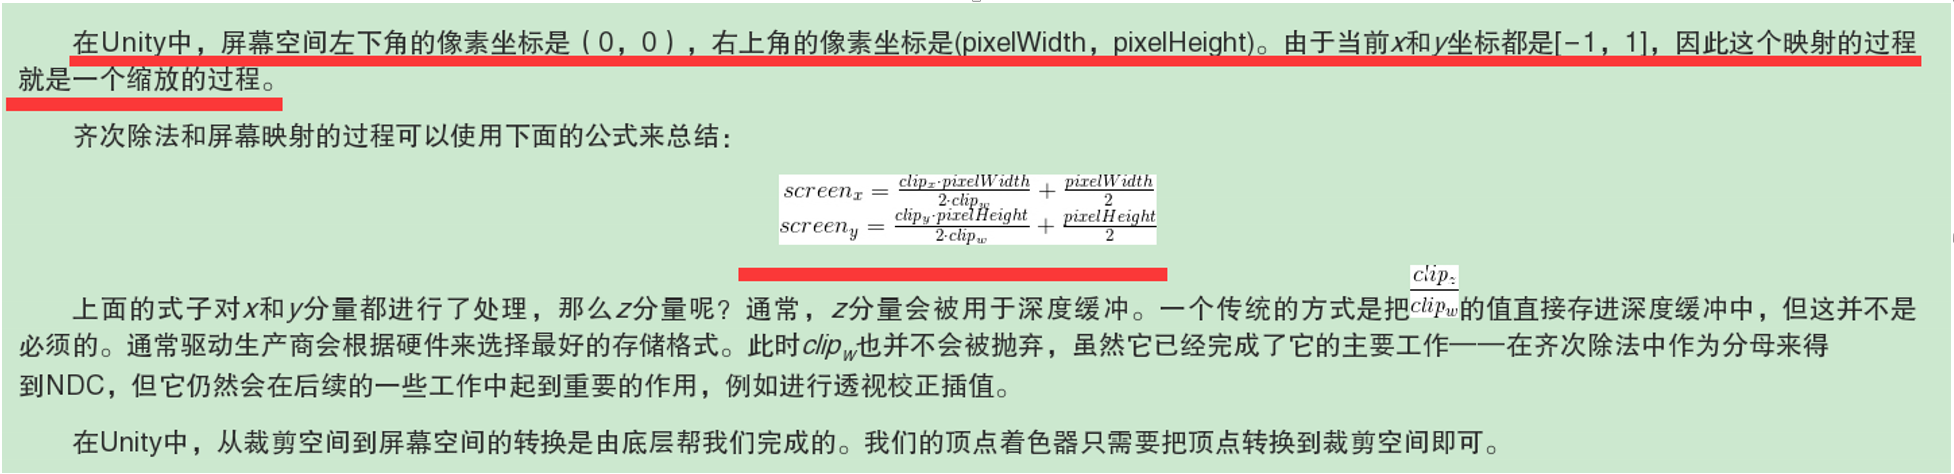 在Unity中，屏幕空间左下角的像素坐标是（0，0），右上角的像素坐标是(pixelWidth，pixelHeight)。由于当前x和y坐标都是[-1，1]，因此这个映射的过程
就是一个缩放的过程。
齐次除法和屏幕映射的过程可以使用下面的公式来总结：
screen_x = \frac{clip_x·pixelWidth}{2·clip_w} + \frac{pixelWidth}{2}
screen_y = \frac{clip_y·pixelHeight}{2·clip_w} + \frac{pixelHeight}{2}
上面的式子对x和y分量都进行了处理，那么z分量呢？通常，z分量会被用于深度缓冲。一个传统的方式是把\frac{clip_z}{clip_w}的值直接存进深度缓冲中，但这并不是
必须的。通常驱动生产商会根据硬件来选择最好的存储格式。此时clip_w也并不会被抛弃，虽然它已经完成了它的主要工作——在齐次除法中作为分母来得
到NDC，但它仍然会在后续的一些工作中起到重要的作用，例如进行透视校正插值。
在Unity中，从裁剪空间到屏幕空间的转换是由底层帮我们完成的。我们的顶点着色器只需要把顶点转换到裁剪空间即可。